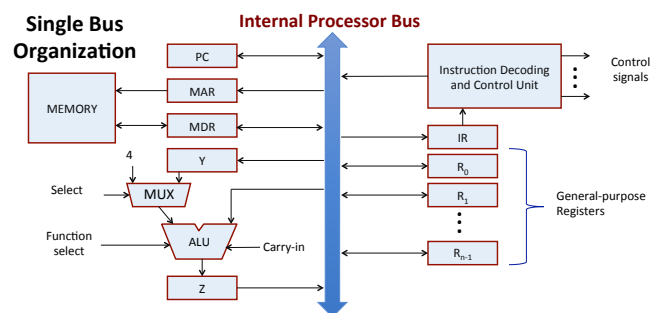 Single Bus
Organization
Internal Processor Bus
PC
MAR
MEMORY
MDR
Y
4
Select
MUX
Function
select
ALU
Carry-in
Z
Instruction Decoding
and Control Unit
Control
signals
IR
R0
R1
General-purpose
Registers
Rn-1